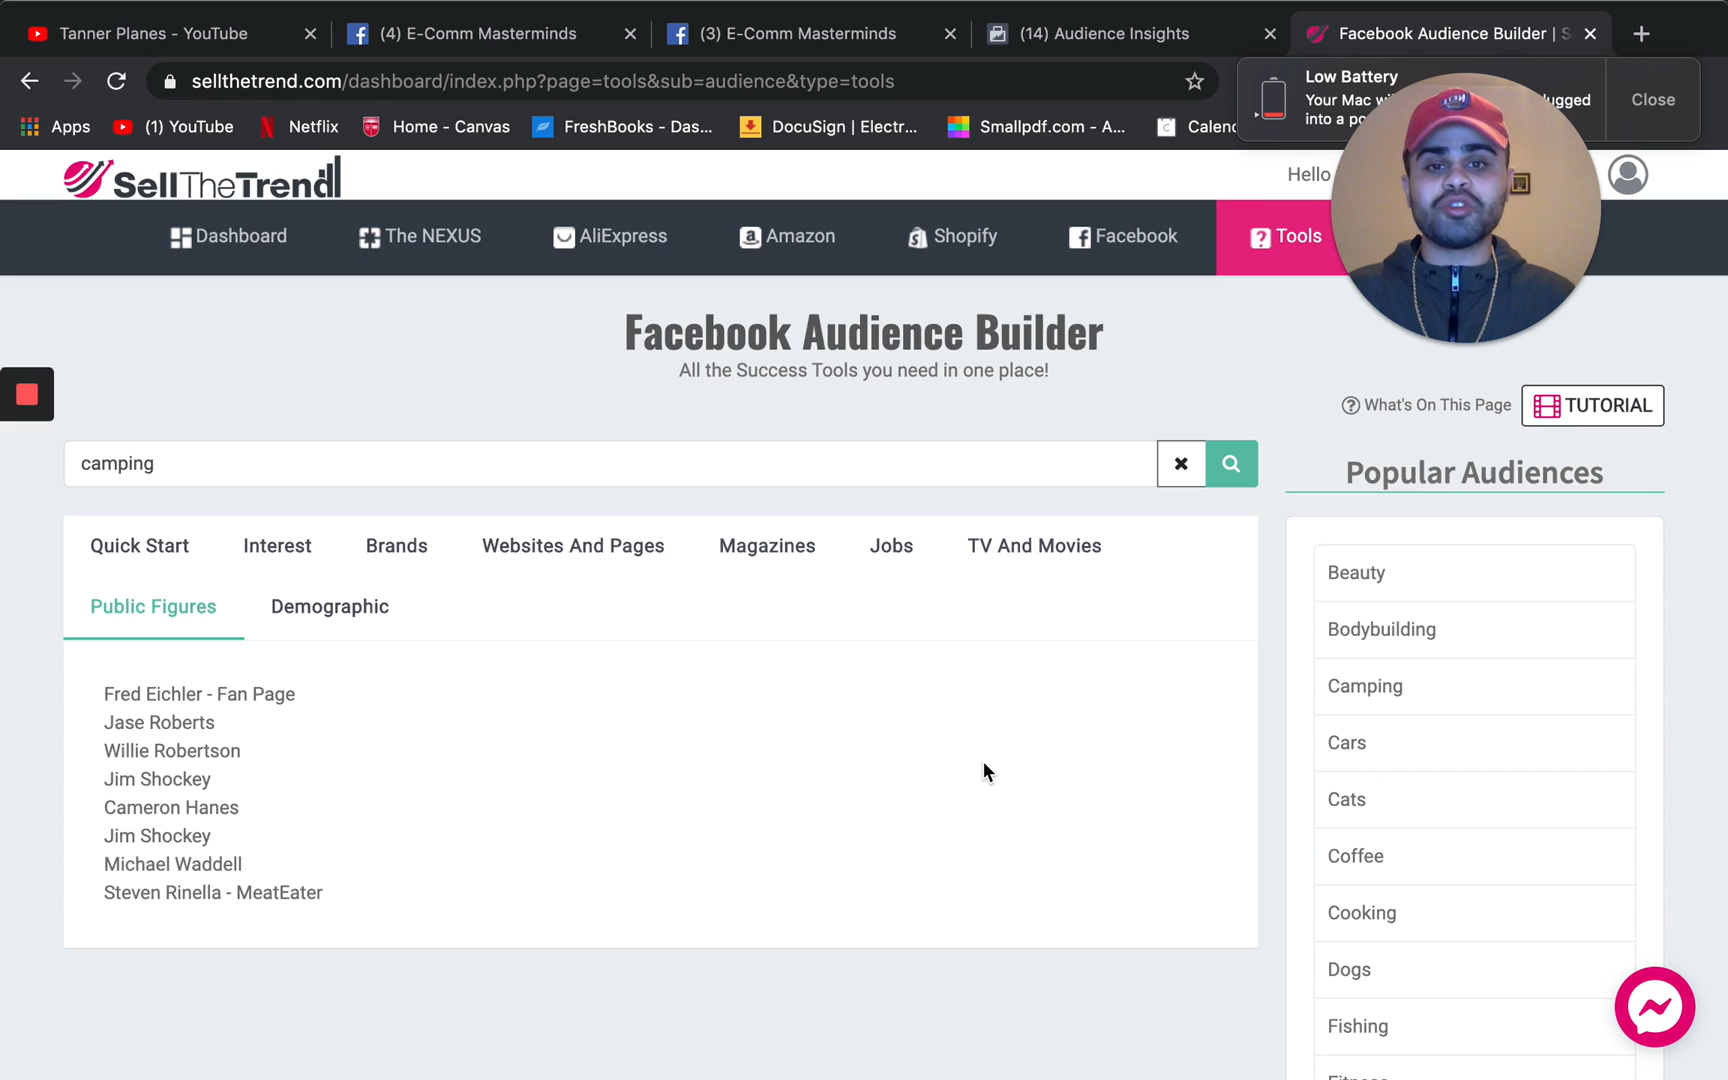 Tanner Planes - YouTube
(4) E-Comm Masterminds
(3) E-Comm Masterminds
(14) Audience Insights
Facebook Audience Builder | S
sellthetrend.com/dashboard/index.php?page=tools&sub=audience&type=tools
Low Battery
Your Mac wi
ugged
into a po
Close
Apps
(1) YouTube
Netflix
Home - Canvas
FreshBooks - Das...
DocuSign | Electr...
Smallpdf.com - A...
Calend
SellTheTrend
Hello
Dashboard
The NEXUS
AliExpress
Amazon
Shopify
Facebook
Tools
Facebook Audience Builder
All the Success Tools you need in one place!
What's On This Page
TUTORIAL
camping
Popular Audiences
Quick Start
Interest
Brands
Websites And Pages
Magazines
Jobs
TV And Movies
Public Figures
Demographic
Fred Eichler - Fan Page
Jase Roberts
Willie Robertson
Jim Shockey
Cameron Hanes
Jim Shockey
Michael Waddell
Steven Rinella - MeatEater
Beauty
Bodybuilding
Camping
Cars
Cats
Coffee
Cooking
Dogs
Fishing